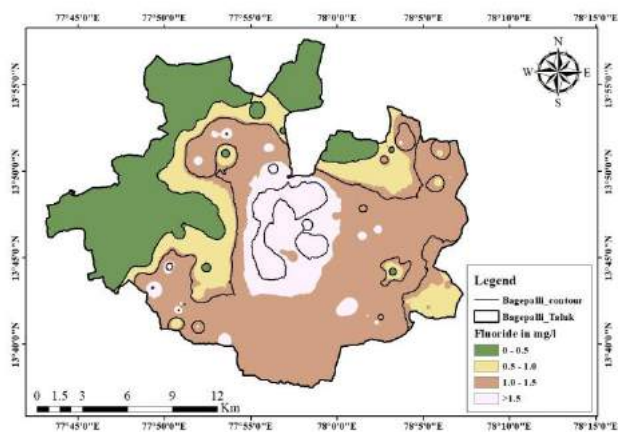 77°45'0"E 77°50'0"E 77°55'0"E 78°0'0"E 78°5'0"E 78°10'0"E 78°15'0"E
N
W E
S
13°55'0"N 13°55'0"N
13°50'0"N 13°50'0"N
13°45'0"N 13°45'0"N
13°40'0"N 13°40'0"N
Legend
Bagepalli_contour
Bagepalli_Taluk
Fluoride in mg/l
0 - 0.5
0.5 - 1.0
1.0 - 1.5
>1.5
0 1.5 3 6 9 12
Km
77°45'0"E 77°50'0"E 77°55'0"E 78°0'0"E 78°5'0"E 78°10'0"E 78°15'0"E